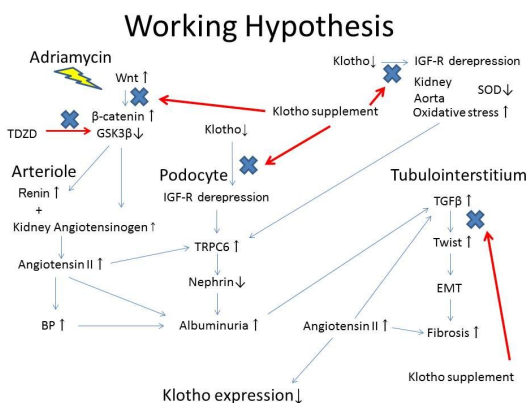 Working Hypothesis
Adriamycin
Wnt ↑
β-catenin ↑
GSK3β↓
TDZD
Klotho↓
IGF-R derepression
Kidney
Aorta
SOD↓
Oxidative stress ↑
Klotho supplement
Klotho↓
Arteriole
Renin ↑
+
Kidney Angiotensinogen ↑
Angiotensin II ↑
BP ↑
Podocyte
IGF-R derepression
TRPC6 ↑
Nephrin↓
Albuminuria ↑
Tubulointerstitium
TGFβ ↑
Twist ↑
EMT
Angiotensin II ↑
Fibrosis ↑
Klotho supplement
Klotho expression↓